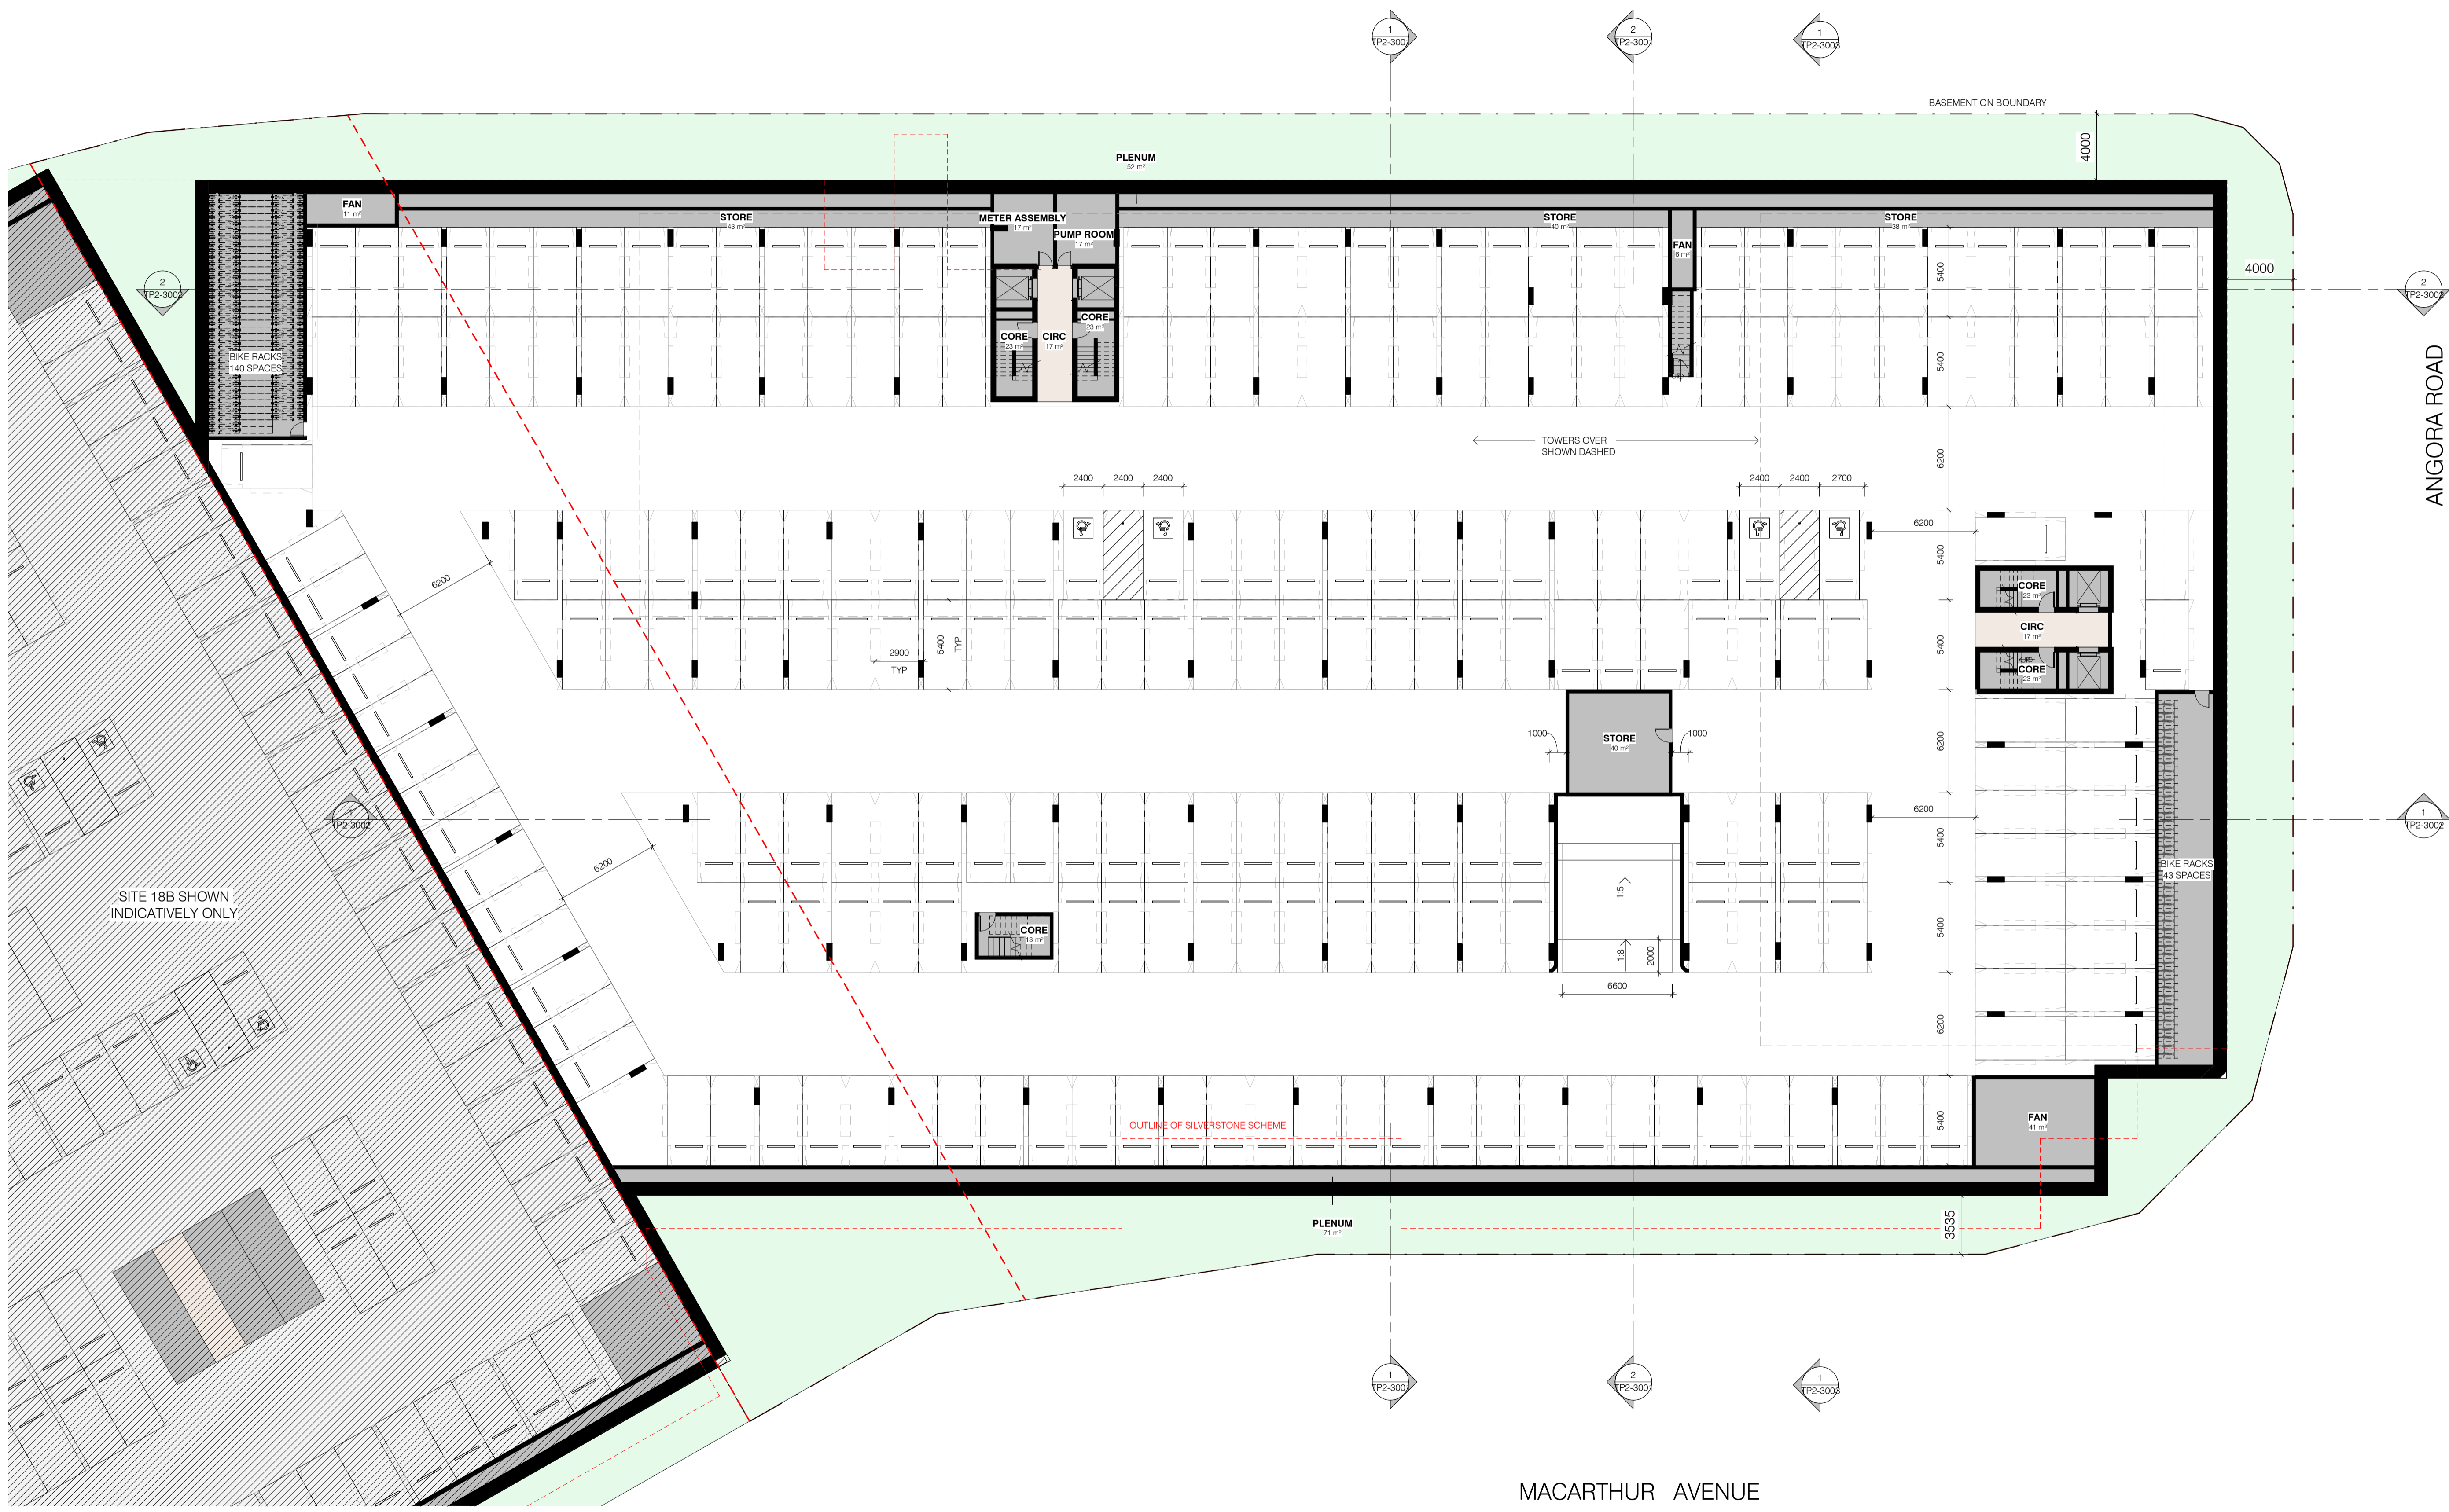 1
TP2-3001
2
TP2-3001
1
TP2-3003
BASEMENT ON BOUNDARY
4000
PLENUM
52 m²
FAN
11 m²
STORE
43 m²
METER ASSEMBLY
17 m²
PUMP ROOM
17 m²
STORE
40 m²
STORE
38 m²
FAN
6 m²
5400
4000
2
TP2-3002
2
TP2-3002
CORE
23 m²
CIRC
17 m²
CORE
23 m²
BIKE RACKS
140 SPACES
5400
UP
ANGORA ROAD
TOWERS OVER
SHOWN DASHED
6200
2400
2400
2400
2400
2400
2700
6200
6200
5400
CORE
23 m²
CIRC
17 m²
CORE
23 m²
5400
TYP
2900
TYP
5400
1000
STORE
40 m²
1000
6200
1
TP2-3002
6200
6200
5400
1
TP2-3002
BIKE RACKS
43 SPACES
SITE 18B SHOWN
INDICATIVELY ONLY
1:5
CORE
13 m²
1:8
2000
5400
6600
6200
OUTLINE OF SILVERSTONE SCHEME
5400
FAN
41 m²
PLENUM
71 m²
3535
1
TP2-3001
2
TP2-3001
1
TP2-3003
MACARTHUR AVENUE